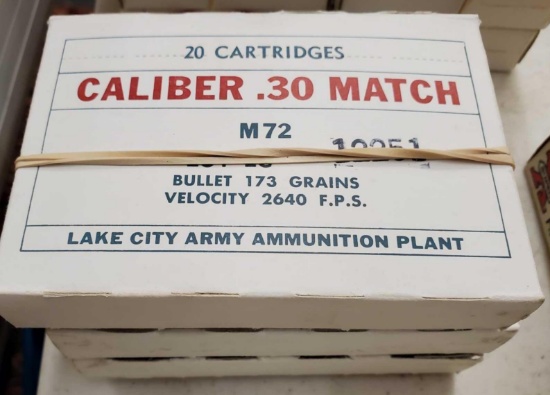 20 CARTRIDGES
CALIBER .30 MATCH
M72
BULLET 173 GRAINS
VELOCITY 2640 F.P.S.
LAKE CITY ARMY AMMUNITION PLANT